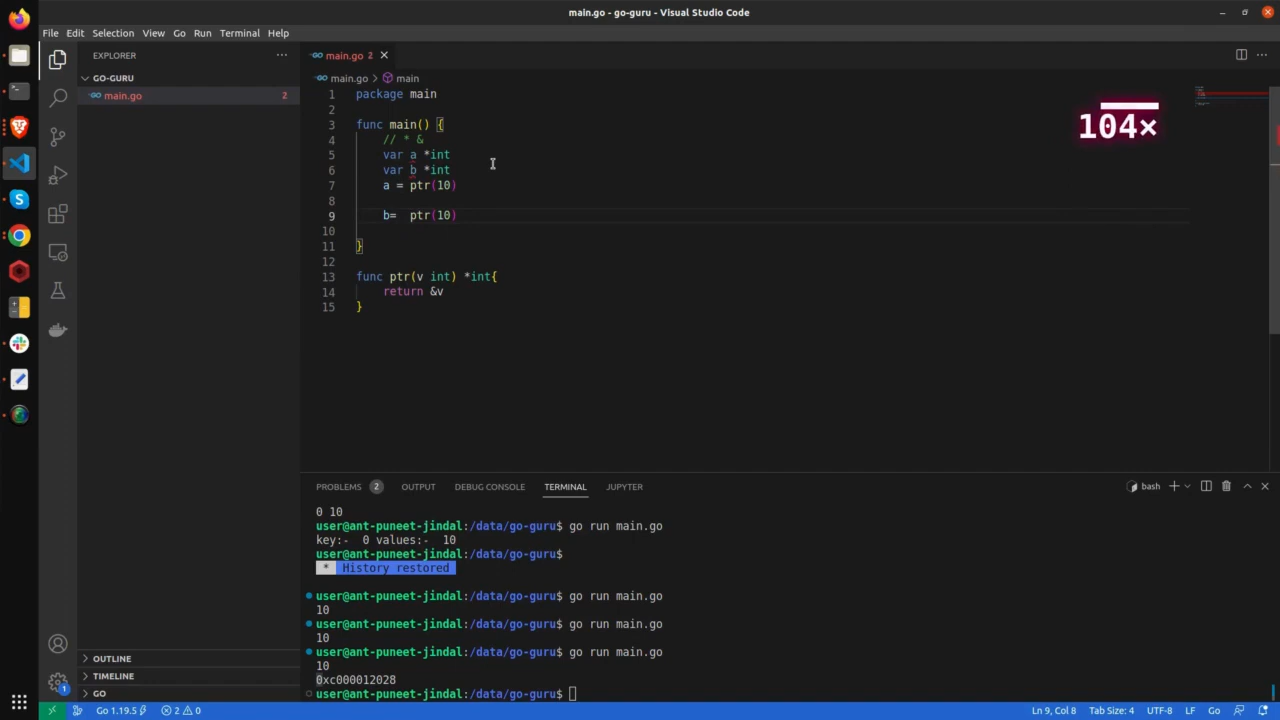 main.go - go-guru - Visual Studio Code
File Edit Selection View Go Run Terminal Help
EXPLORER
GO-GURU
main.go 2
OUTLINE
TIMELINE
GO
main.go 2
main.go > main
1 package main
2
3 func main() {
4 // * &
5 var a *int
6 var b *int
7 a = ptr(10)
8
9 b=  ptr(10)
10
11 }
12
13 func ptr(v int) *int{
14 return &v
15 }
104×
PROBLEMS 2 OUTPUT DEBUG CONSOLE TERMINAL JUPYTER
bash
0 10
user@ant-puneet-jindal:/data/go-guru$ go run main.go
key:-  0 values:-  10
user@ant-puneet-jindal:/data/go-guru$
* History restored
user@ant-puneet-jindal:/data/go-guru$ go run main.go
10
user@ant-puneet-jindal:/data/go-guru$ go run main.go
10
user@ant-puneet-jindal:/data/go-guru$ go run main.go
10
0xc000012028
user@ant-puneet-jindal:/data/go-guru$
1
Go 1.19.5 2 0 Ln 9, Col 8 Tab Size: 4 UTF-8 LF Go